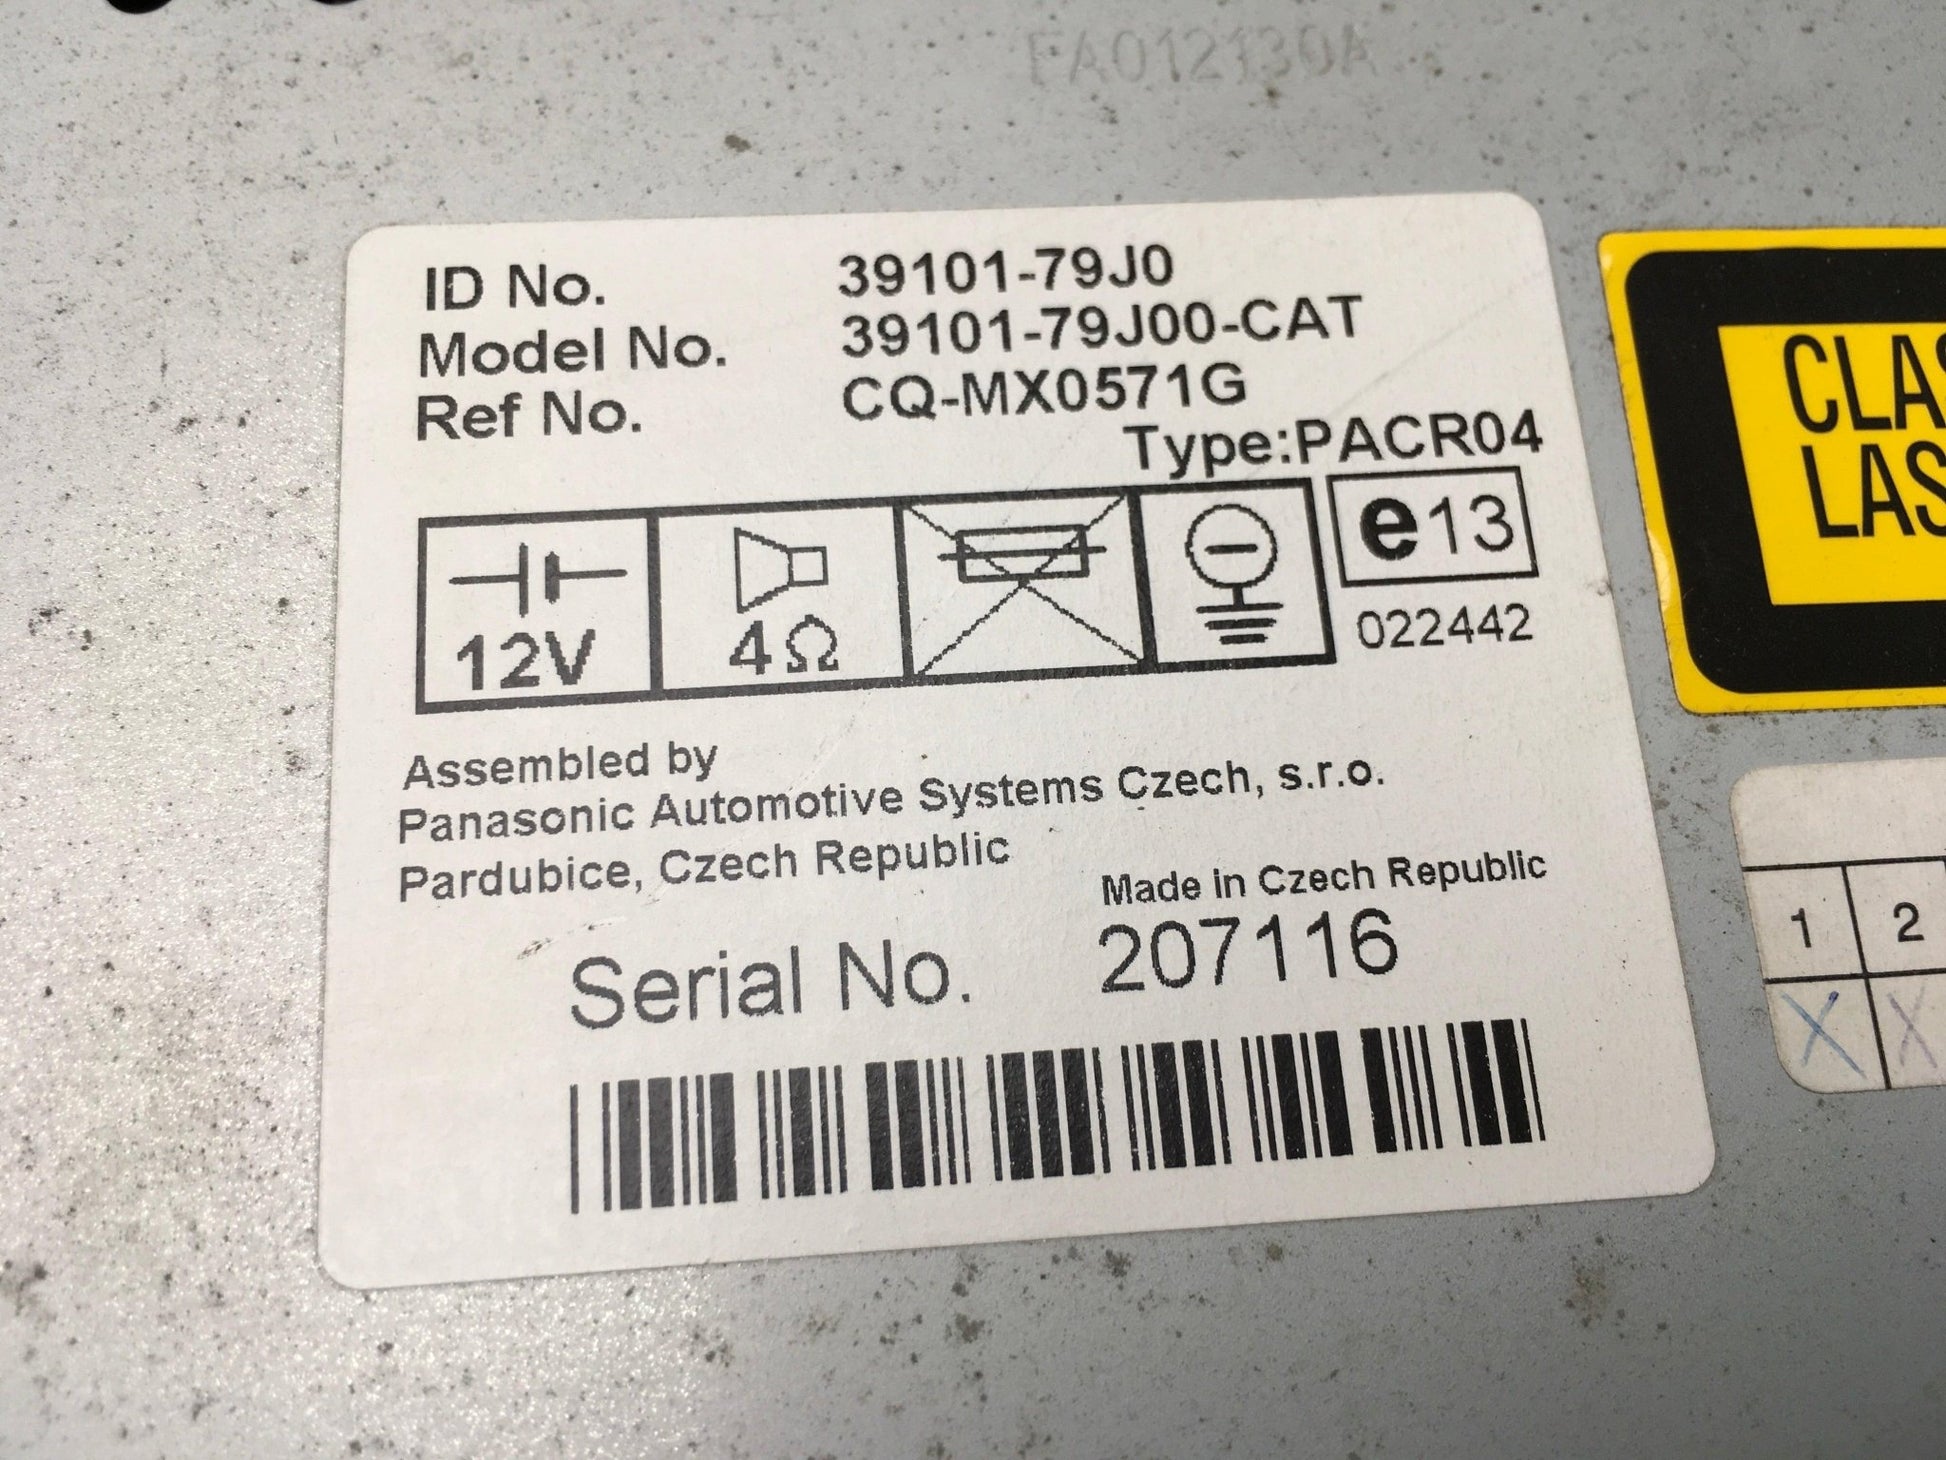 FA012130A
ID No. 39101-79J0
Model No. 39101-79J00-CAT
Ref No. CQ-MX0571G
Type:PACR04
12V
4Ω
e13
022442
Assembled by
Panasonic Automotive Systems Czech, s.r.o.
Pardubice, Czech Republic
Made in Czech Republic
Serial No. 207116
CLAS
LAS
1 2
X X